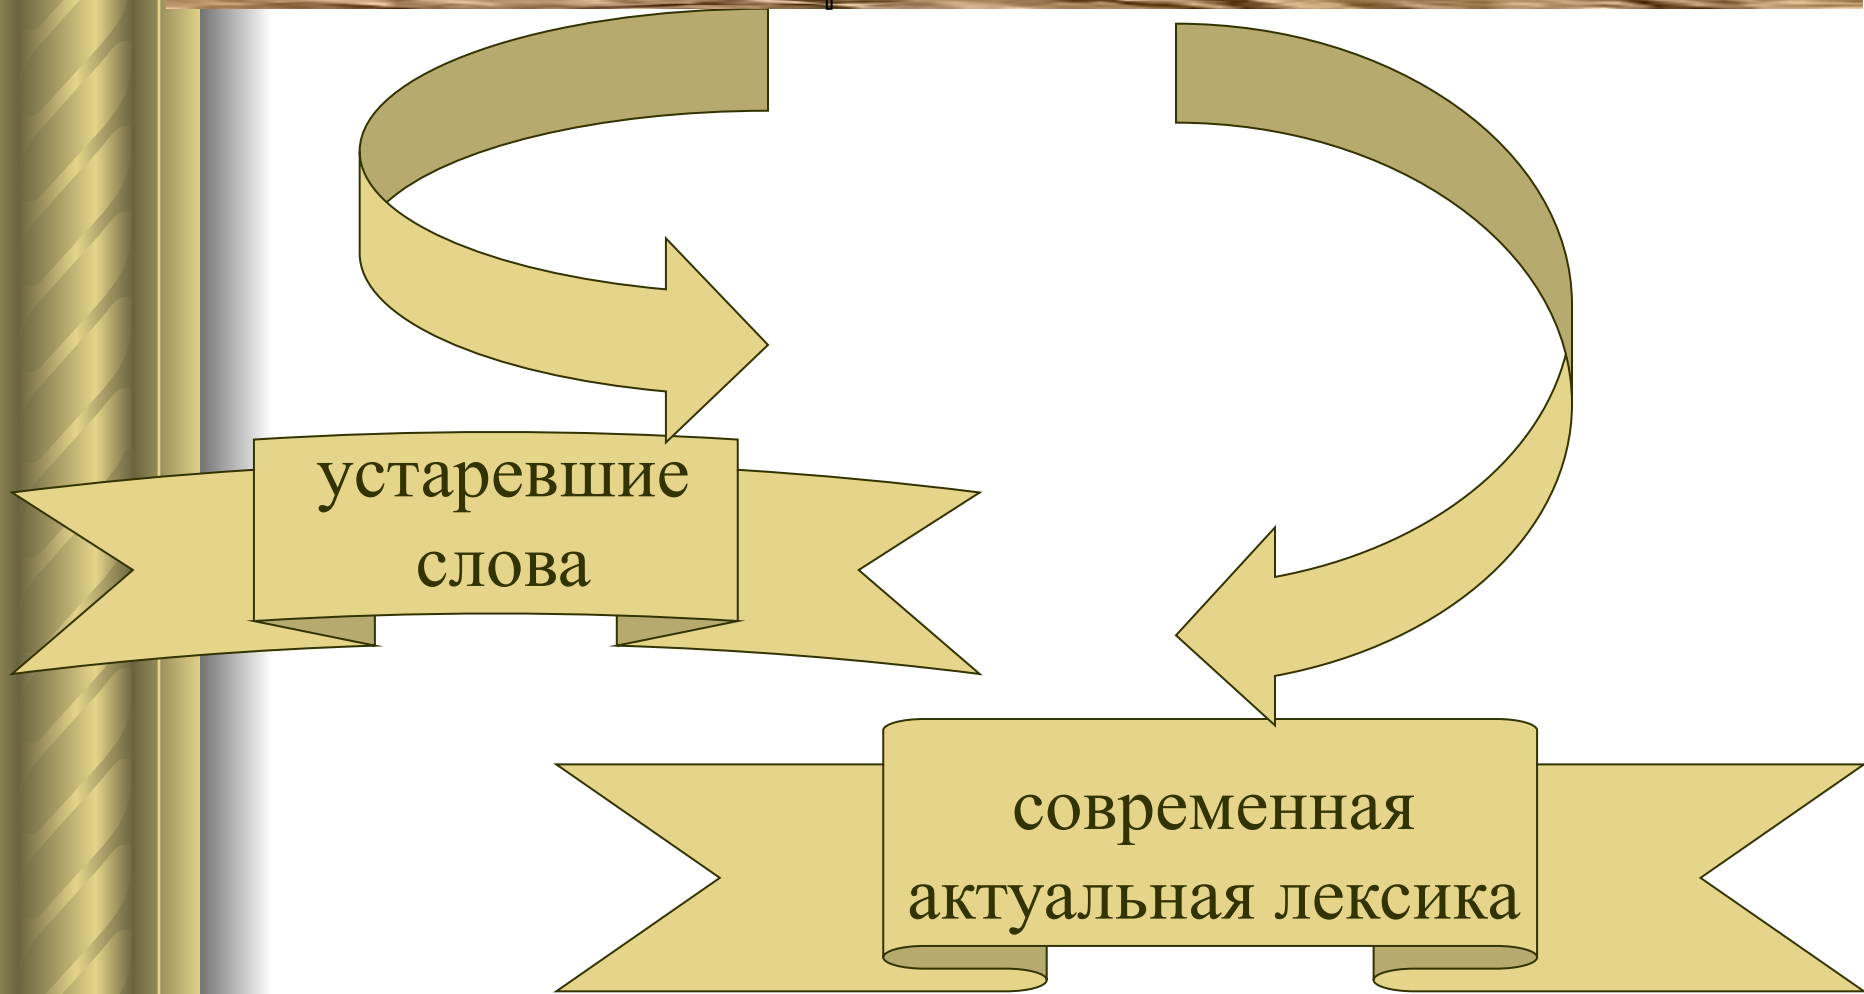 устаревшие
слова
современная
актуальная лексика